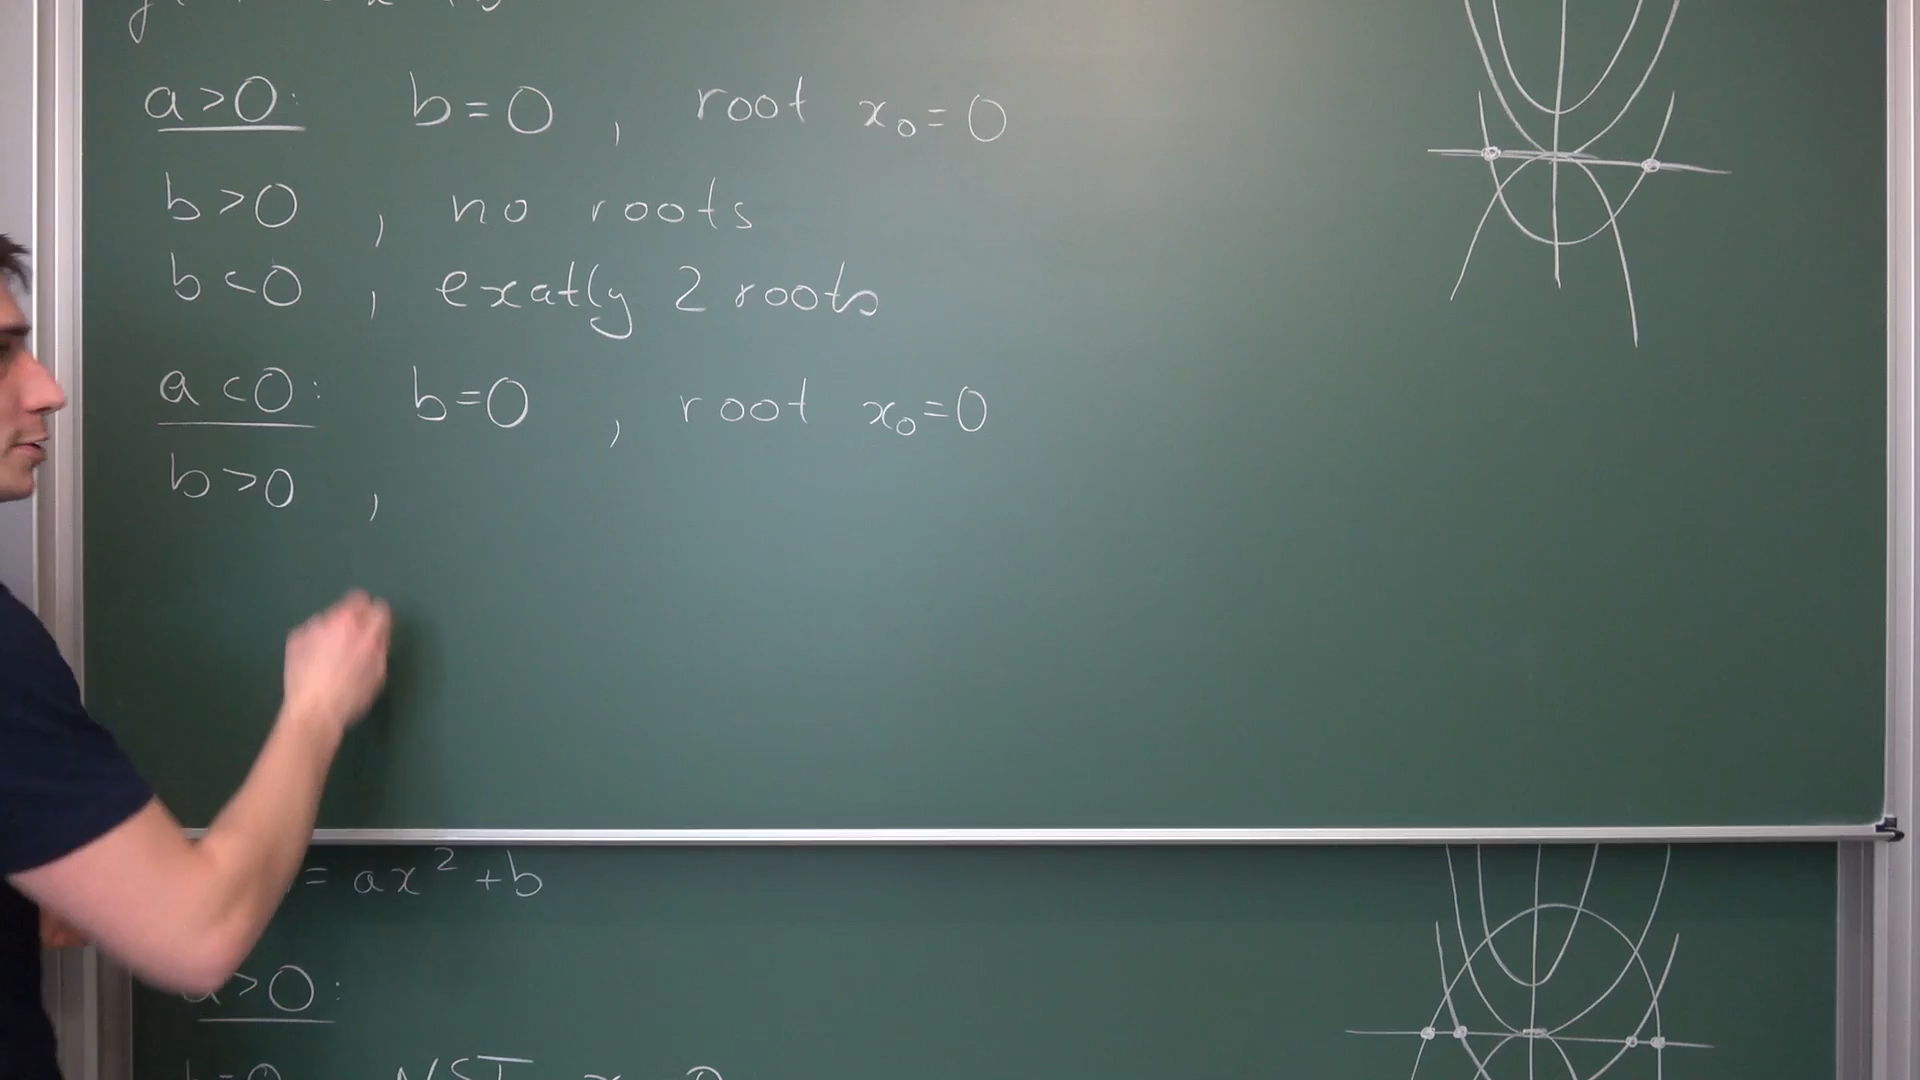 a>0: b=0 , root x₀=0
b>0 , no roots
b<0 , exatly 2 roots
a<0: b=0 , root x₀=0
b>0 ,
= ax² +b
a>0: